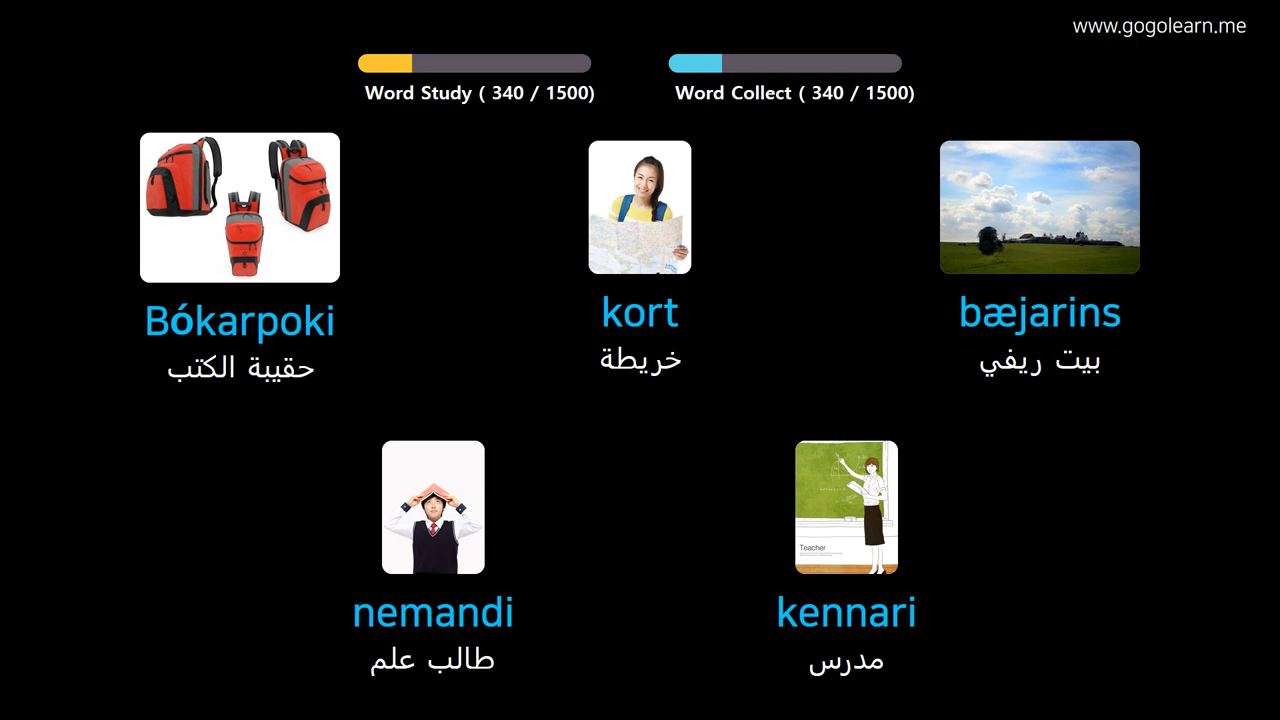 www.gogolearn.me
Word Study ( 340 / 1500)
Word Collect ( 340 / 1500)
Bókarpoki
حقيبة الكتب
kort
خريطة
bæjarins
بيت ريفي
nemandi
طالب علم
Teacher
kennari
مدرس